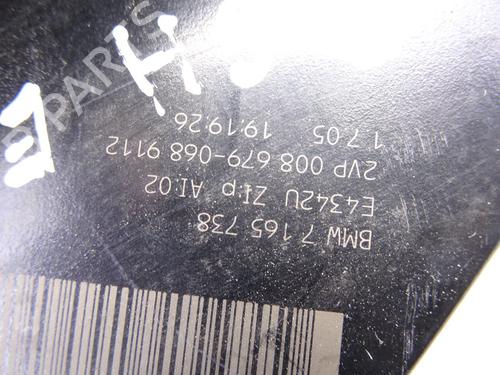 BMW 7 165 738
E4342U ZI:p AI:02
2VP 008 679-068 9112
1 7 05 19:19:26
PARTS